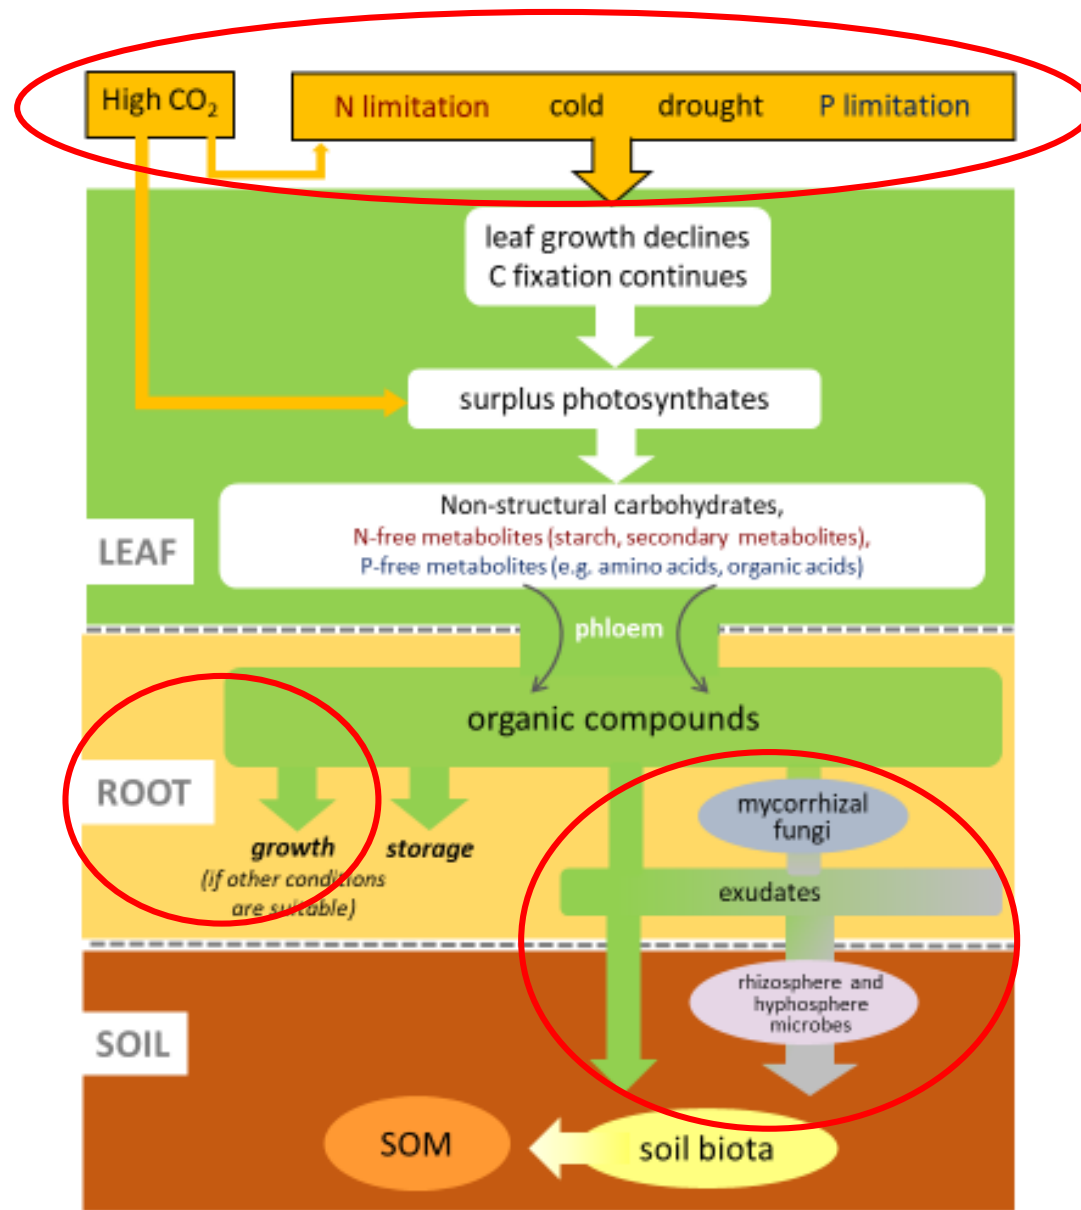 High CO₂
N limitation cold drought P limitation
leaf growth declines
C fixation continues
surplus photosynthates
Non-structural carbohydrates,
N-free metabolites (starch, secondary metabolites),
P-free metabolites (e.g. amino acids, organic acids)
LEAF
phloem
organic compounds
ROOT
mycorrhizal
fungi
growth
storage
(if other conditions
are suitable)
exudates
rhizosphere and
hyphosphere
microbes
SOIL
SOM
soil biota